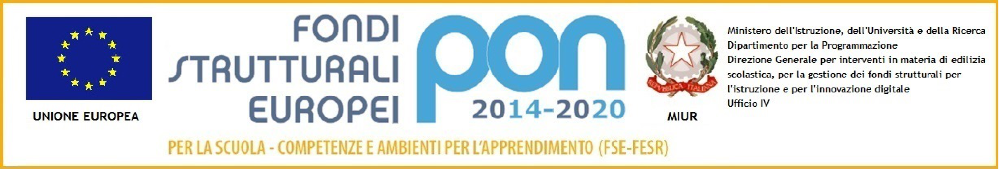 UNIONE EUROPEA
FONDI
STRUTTURALI
EUROPEI
pon
2014-2020
PER LA SCUOLA - COMPETENZE E AMBIENTI PER L'APPRENDIMENTO (FSE-FESR)
REPVBBLICA ITALIANA
MIUR
Ministero dell'Istruzione, dell'Università e della Ricerca
Dipartimento per la Programmazione
Direzione Generale per interventi in materia di edilizia
scolastica, per la gestione dei fondi strutturali per
l'istruzione e per l'innovazione digitale
Ufficio IV